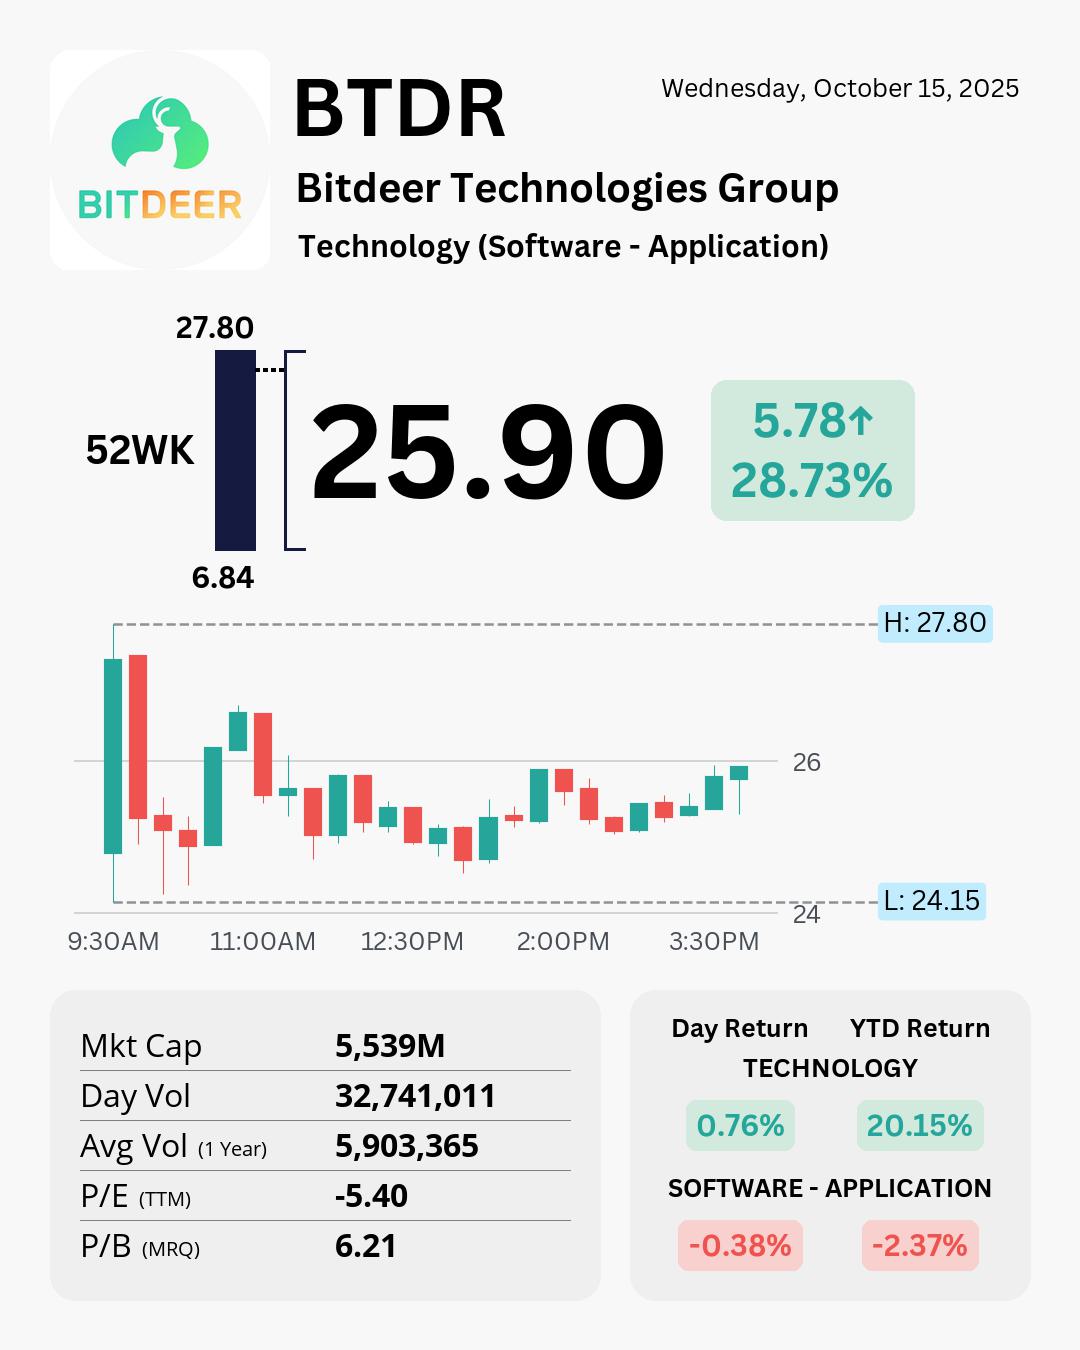 BITDEER
BTDR
Wednesday, October 15, 2025
Bitdeer Technologies Group
Technology (Software - Application)
27.80
52WK
6.84
25.90
5.78↑
28.73%
H: 27.80
26
L: 24.15
24
9:30AM 11:00AM 12:30PM 2:00PM 3:30PM
Mkt Cap 5,539M
Day Vol 32,741,011
Avg Vol (1 Year) 5,903,365
P/E (TTM) -5.40
P/B (MRQ) 6.21
Day Return YTD Return
TECHNOLOGY
0.76% 20.15%
SOFTWARE - APPLICATION
-0.38% -2.37%